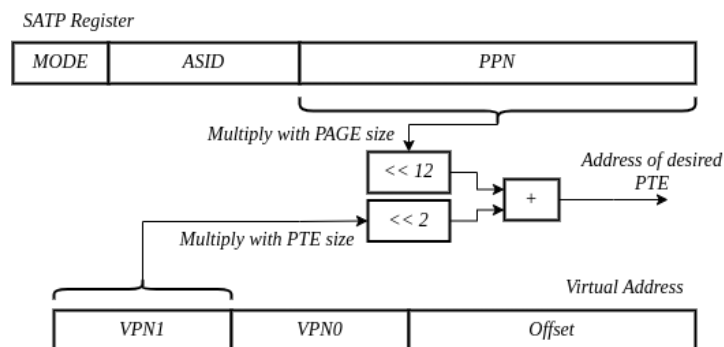 SATP Register
MODE ASID PPN
Multiply with PAGE size
<< 12
Address of desired
PTE
+
<< 2
Multiply with PTE size
Virtual Address
VPN1 VPN0 Offset